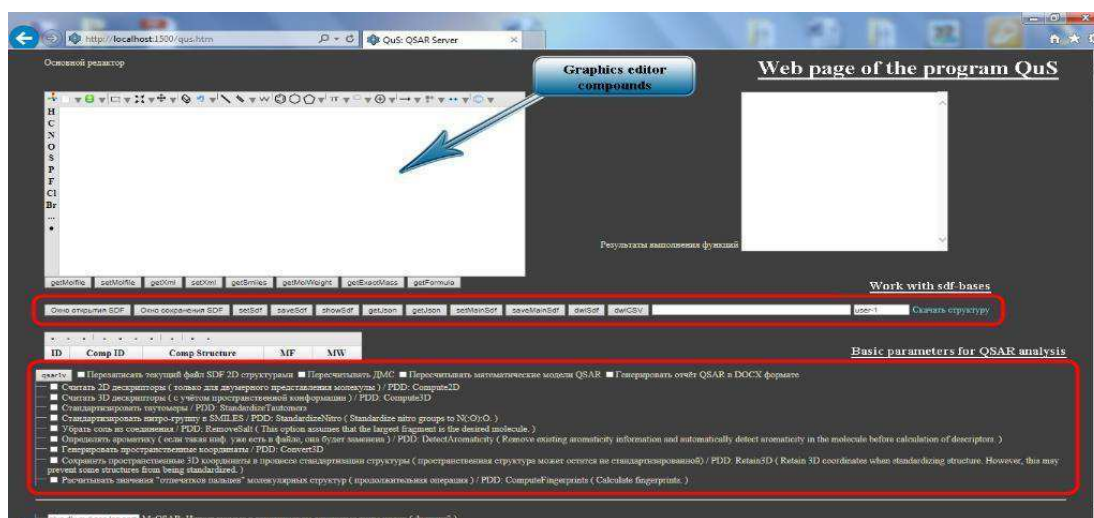 http://localhost:1500/qus.htm
QuS: QSAR Server
Основной редактор
Graphics editor
compounds
Web page of the program QuS
H
C
N
O
S
P
F
Cl
Br
...
Результаты выполнения функций
getMolfile setMolfile getXml setXml getSmiles getMolWeight getExactMass getFormula
Work with sdf-bases
Окно открытия SDF Окно сохранения SDF setSdf saveSdf showSdf getJson getJson setMainSdf saveMainSdf dwlSdf dwlCSV user-1 Скачать структуру
ID Comp ID Comp Structure MF MW
Basic parameters for QSAR analysis
qsar1v Перезаписать текущий файл SDF 2D структурами Пересчитывать ДМС Пересчитывать математические модели QSAR Генерировать отчёт QSAR в DOCX формате
Считать 2D дескрипторы ( только для двумерного представления молекулы ) / PDD: Compute2D
Считать 3D дескрипторы ( с учётом пространственной конформации ) / PDD: Compute3D
Стандартизировать таутомеры / PDD: StandardizeTautomers
Стандартизировать нитро-группу в SMILES / PDD: StandardizeNitro ( Standardize nitro groups to N(:O):O. )
Убрать соль из соединения / PDD: RemoveSalt ( This option assumes that the largest fragment is the desired molecule. )
Определять ароматику ( если такая инф. уже есть в файле, она будет заменена ) / PDD: DetectAromaticity ( Remove existing aromaticity information and automatically detect aromaticity in the molecule before calculation of descriptors. )
Генерировать пространственные координаты / PDD: Convert3D
Сохранять пространственные 3D координаты в процессе стандартизации структуры ( пространственная структура может остатся не стандартизированной) / PDD: Retain3D ( Retain 3D coordinates when standardizing structure. However, this may
prevent some structures from being standardized. )
Расчитывать значения "отпечатков пальцев" молекулярных структур ( продолжительная операция ) / PDD: ComputeFingerprints ( Calculate fingerprints. )